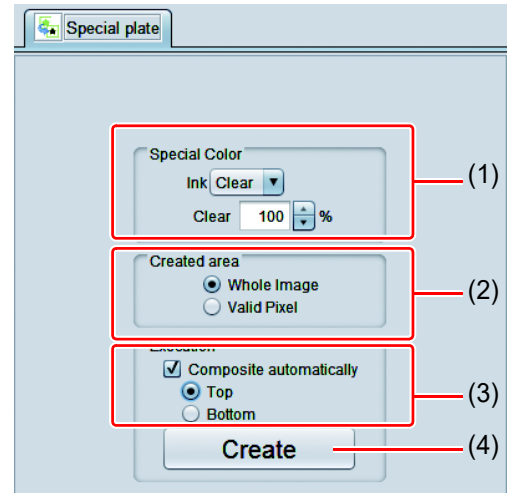 Special plate
Special Color
Ink Clear
Clear 100 %
(1)
Created area
Whole Image
Valid Pixel
(2)
Execution
Composite automatically
Top
Bottom
(3)
Create
(4)